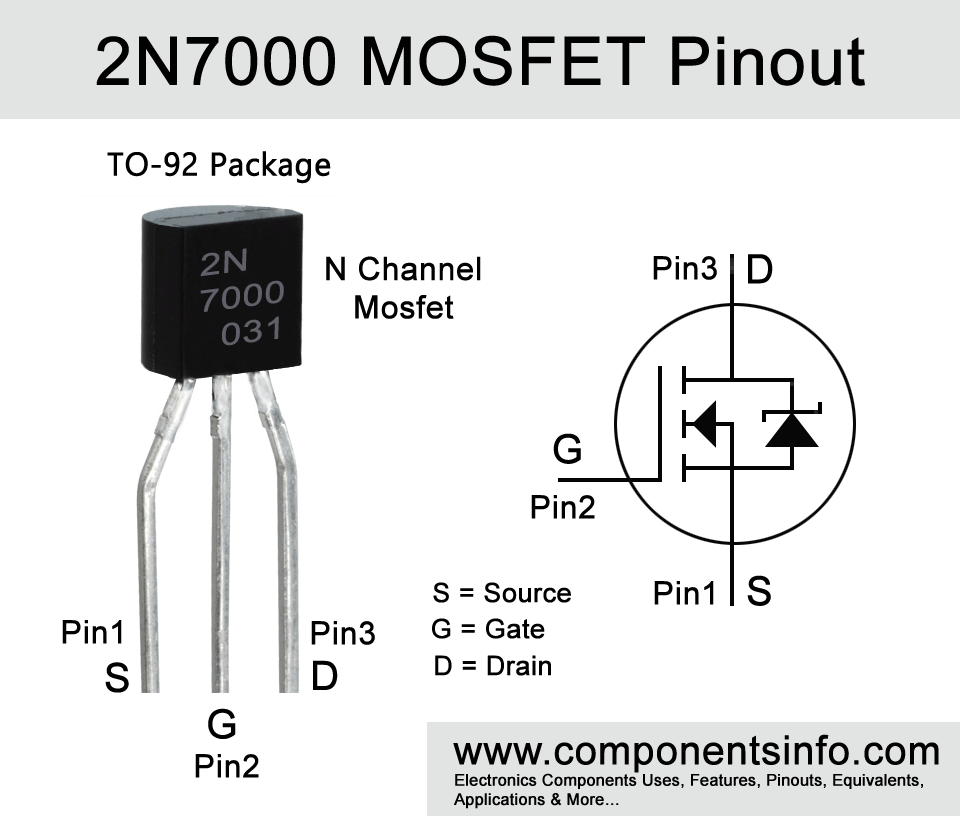 2N7000 MOSFET Pinout
TO-92 Package
2N
7000
031
N Channel
Mosfet
Pin1
S
G
Pin2
Pin3
D
Pin3 D
G
Pin2
Pin1 S
S = Source
G = Gate
D = Drain
www.componentsinfo.com
Electronics Components Uses, Features, Pinouts, Equivalents,
Applications & More...